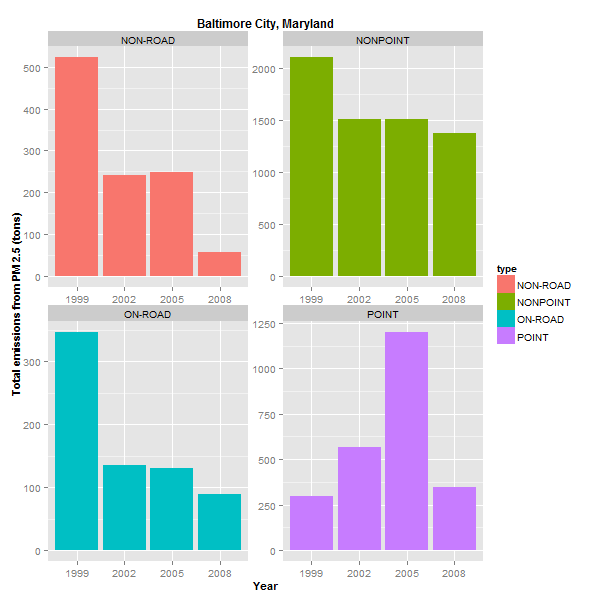 Baltimore City, Maryland
NON-ROAD
NONPOINT
500
400
300
200
100
0
2000
1500
1000
500
0
1999 2002 2005 2008
1999 2002 2005 2008
ON-ROAD
POINT
300
200
100
0
1250
1000
750
500
250
0
1999 2002 2005 2008
1999 2002 2005 2008
Total emissions from PM 2.5 (tons)
Year
type
NON-ROAD
NONPOINT
ON-ROAD
POINT